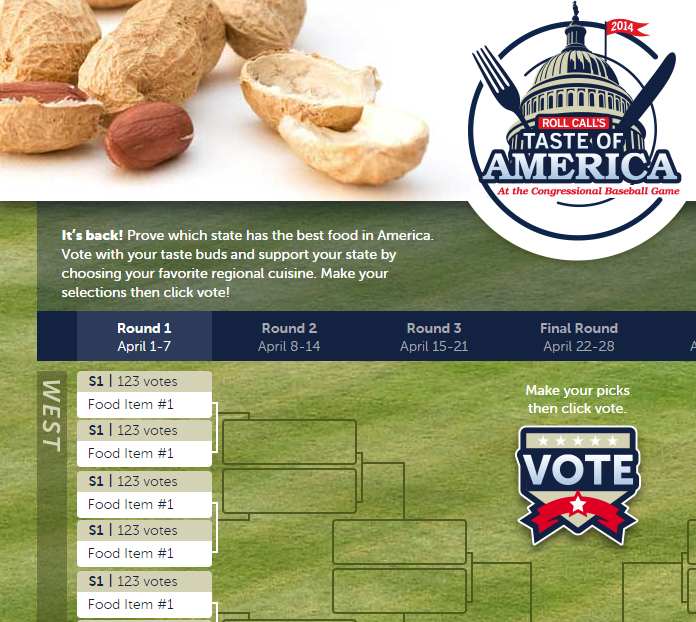 2014
ROLL CALL'S
TASTE OF
AMERICA
At the Congressional Baseball Game
It's back! Prove which state has the best food in America.
Vote with your taste buds and support your state by
choosing your favorite regional cuisine. Make your
selections then click vote!
Round 1
April 1-7
Round 2
April 8-14
Round 3
April 15-21
Final Round
April 22-28
A
WEST
S1 | 123 votes
Food Item #1
S1 | 123 votes
Food Item #1
S1 | 123 votes
Food Item #1
S1 | 123 votes
Food Item #1
S1 | 123 votes
Food Item #1
Make your picks
then click vote.
VOTE